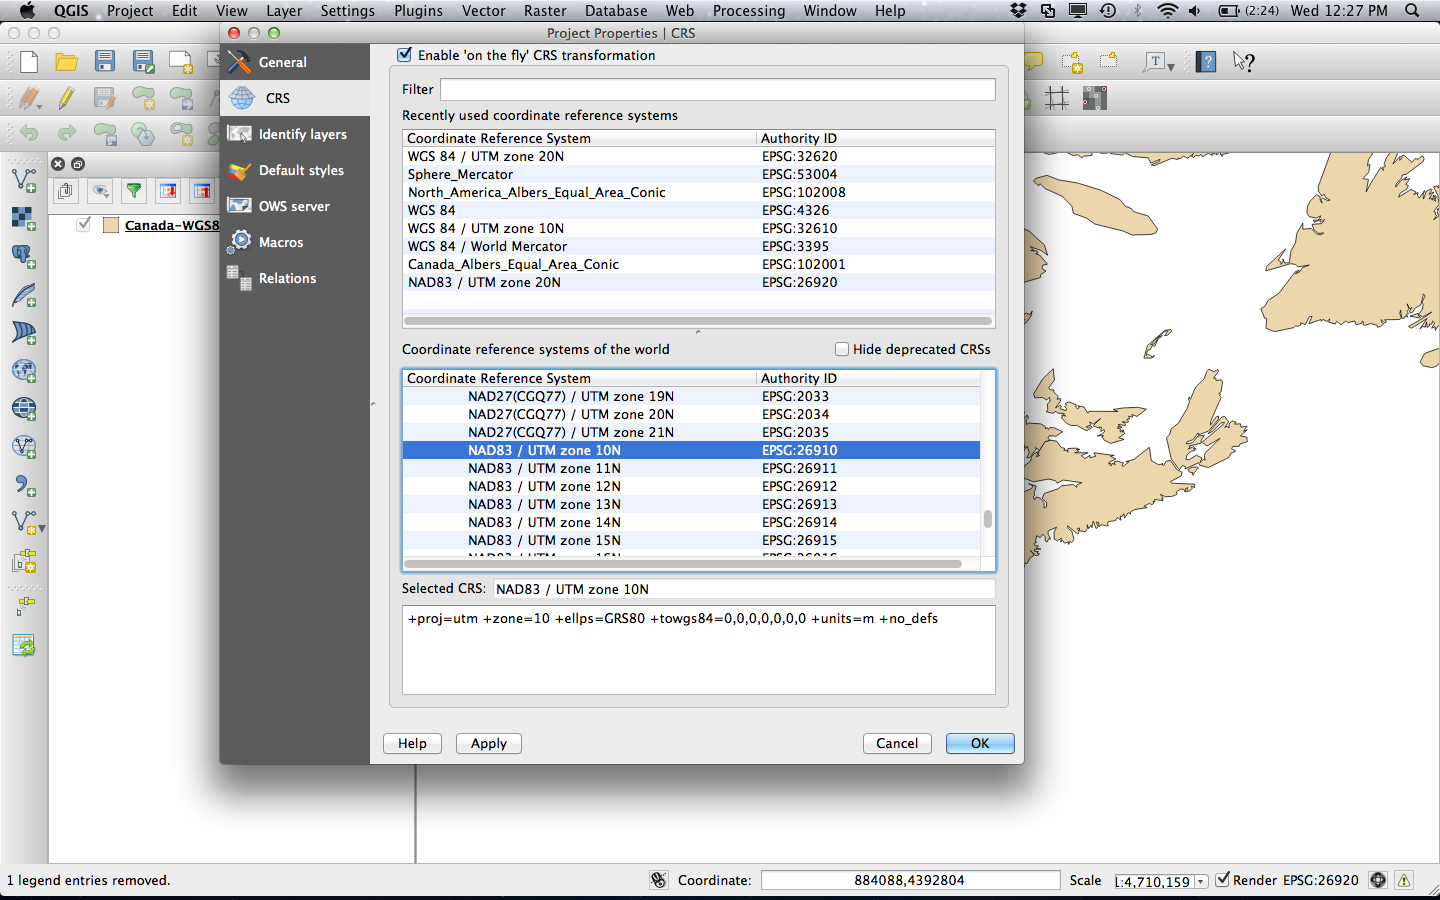 QGIS Project Edit View Layer Settings Plugins Vector Raster Database Web Processing Window Help (2:24) Wed 12:27 PM
Project Properties | CRS
General
CRS
Identify layers
Default styles
OWS server
Macros
Relations
Canada-WGS8
Enable 'on the fly' CRS transformation
Filter
Recently used coordinate reference systems
Coordinate Reference System Authority ID
WGS 84 / UTM zone 20N EPSG:32620
Sphere_Mercator EPSG:53004
North_America_Albers_Equal_Area_Conic EPSG:102008
WGS 84 EPSG:4326
WGS 84 / UTM zone 10N EPSG:32610
WGS 84 / World Mercator EPSG:3395
Canada_Albers_Equal_Area_Conic EPSG:102001
NAD83 / UTM zone 20N EPSG:26920
Coordinate reference systems of the world Hide deprecated CRSs
Coordinate Reference System Authority ID
NAD27(CGQ77) / UTM zone 19N EPSG:2033
NAD27(CGQ77) / UTM zone 20N EPSG:2034
NAD27(CGQ77) / UTM zone 21N EPSG:2035
NAD83 / UTM zone 10N EPSG:26910
NAD83 / UTM zone 11N EPSG:26911
NAD83 / UTM zone 12N EPSG:26912
NAD83 / UTM zone 13N EPSG:26913
NAD83 / UTM zone 14N EPSG:26914
NAD83 / UTM zone 15N EPSG:26915
NAD83 / UTM zone 16N EPSG:26916
Selected CRS: NAD83 / UTM zone 10N
+proj=utm +zone=10 +ellps=GRS80 +towgs84=0,0,0,0,0,0,0 +units=m +no_defs
Help Apply Cancel OK
1 legend entries removed. Coordinate: 884088,4392804 Scale 1:4,710,159 Render EPSG:26920